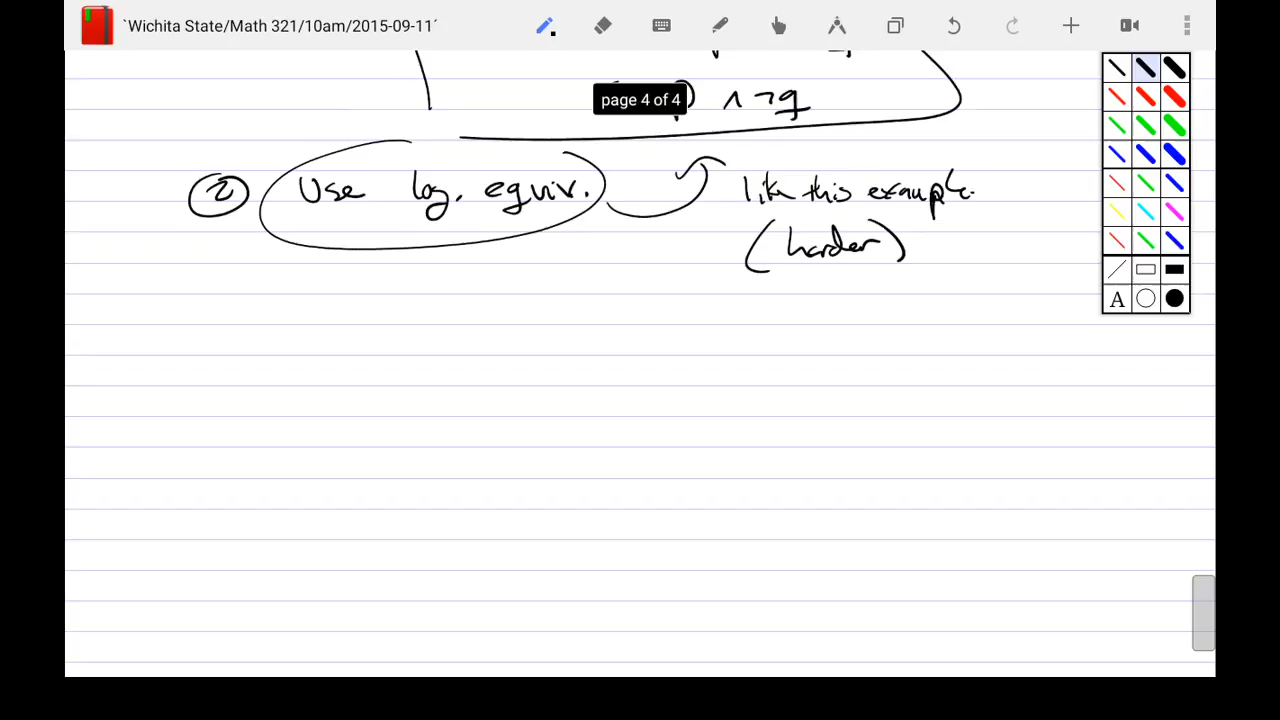 `Wichita State/Math 321/10am/2015-09-11´
page 4 of 4
) ∧ ¬q
② Use log. equiv.
like this example.
(harder)
A